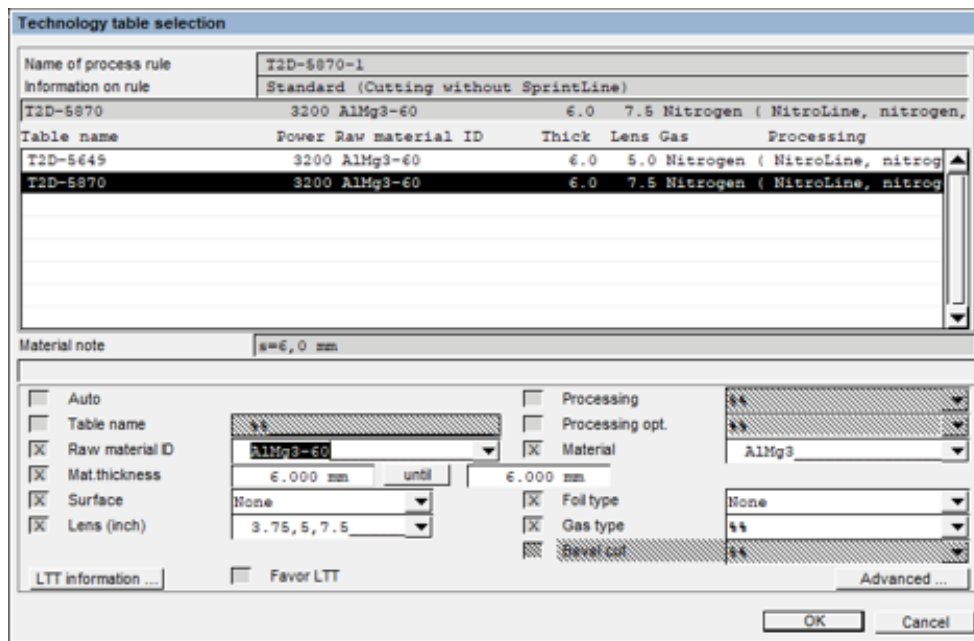 Technology table selection
Name of process rule T2D-5870-1
Information on rule Standard (Cutting without SprintLine)
T2D-5870 3200 AlMg3-60 6.0 7.5 Nitrogen ( NitroLine, nitrogen,
Table name Power Raw material ID Thick Lens Gas Processing
T2D-5649 3200 AlMg3-60 6.0 5.0 Nitrogen ( NitroLine, nitrog
T2D-5870 3200 AlMg3-60 6.0 7.5 Nitrogen ( NitroLine, nitrog
Material note s=6,0 mm
Auto Processing %%
Table name %% Processing opt. %%
X Raw material ID AlMg3-60 X Material AlMg3
X Mat.thickness 6.000 mm until 6.000 mm
X Surface None X Foil type None
X Lens (inch) 3.75,5,7.5 X Gas type %%
Bevel cut %%
LTT information ... Favor LTT Advanced ...
OK Cancel